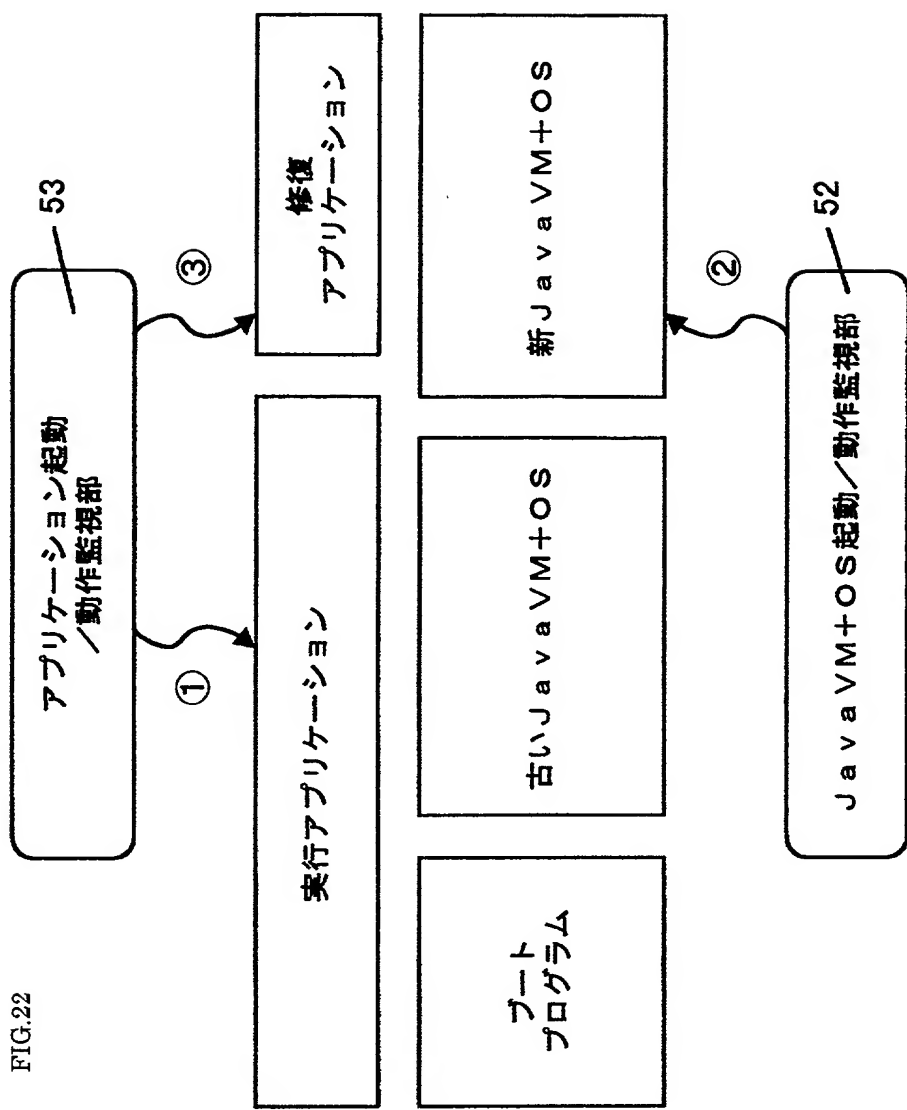 FIG.22
アプリケーション起動
／動作監視部
53
①
③
実行アプリケーション
修復
アプリケーション
ブート
プログラム
古いＪａｖａＶＭ＋ＯＳ
新ＪａｖａＶＭ＋ＯＳ
②
ＪａｖａＶＭ＋ＯＳ起動／動作監視部
52